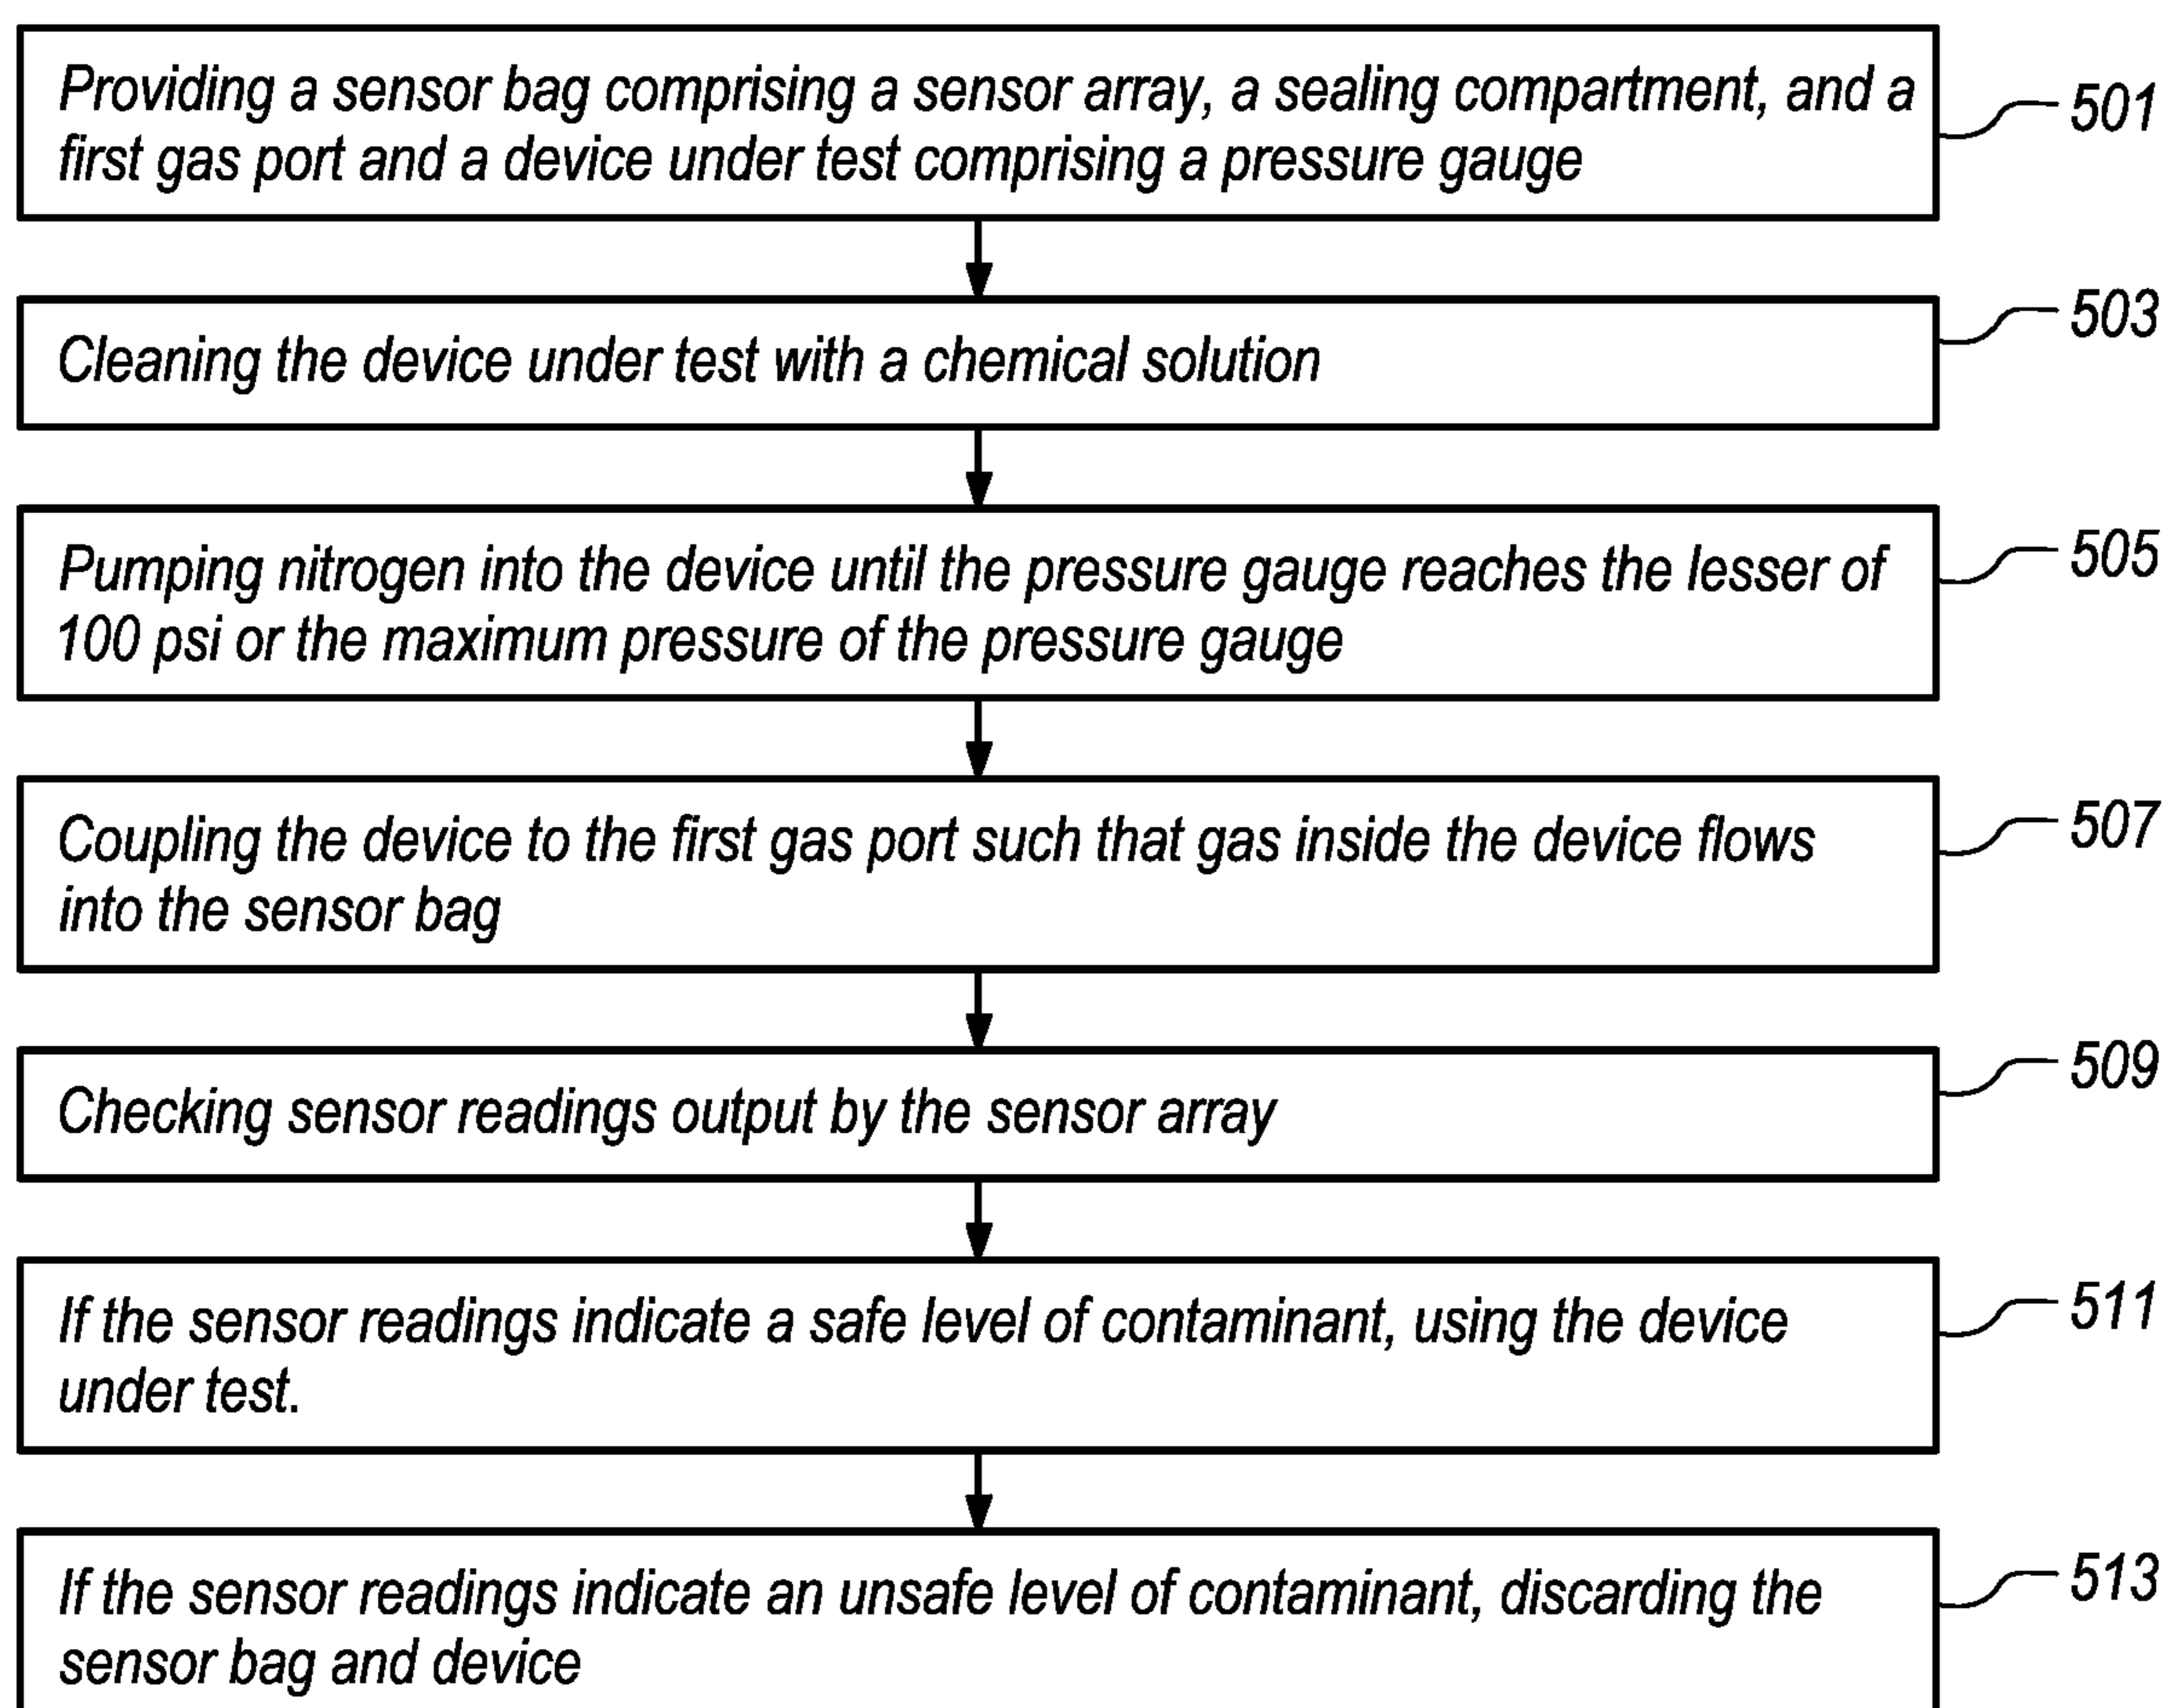 Providing a sensor bag comprising a sensor array, a sealing compartment, and a
first gas port and a device under test comprising a pressure gauge
501
Cleaning the device under test with a chemical solution
503
Pumping nitrogen into the device until the pressure gauge reaches the lesser of
100 psi or the maximum pressure of the pressure gauge
505
Coupling the device to the first gas port such that gas inside the device flows
into the sensor bag
507
Checking sensor readings output by the sensor array
509
If the sensor readings indicate a safe level of contaminant, using the device
under test.
511
If the sensor readings indicate an unsafe level of contaminant, discarding the
sensor bag and device
513